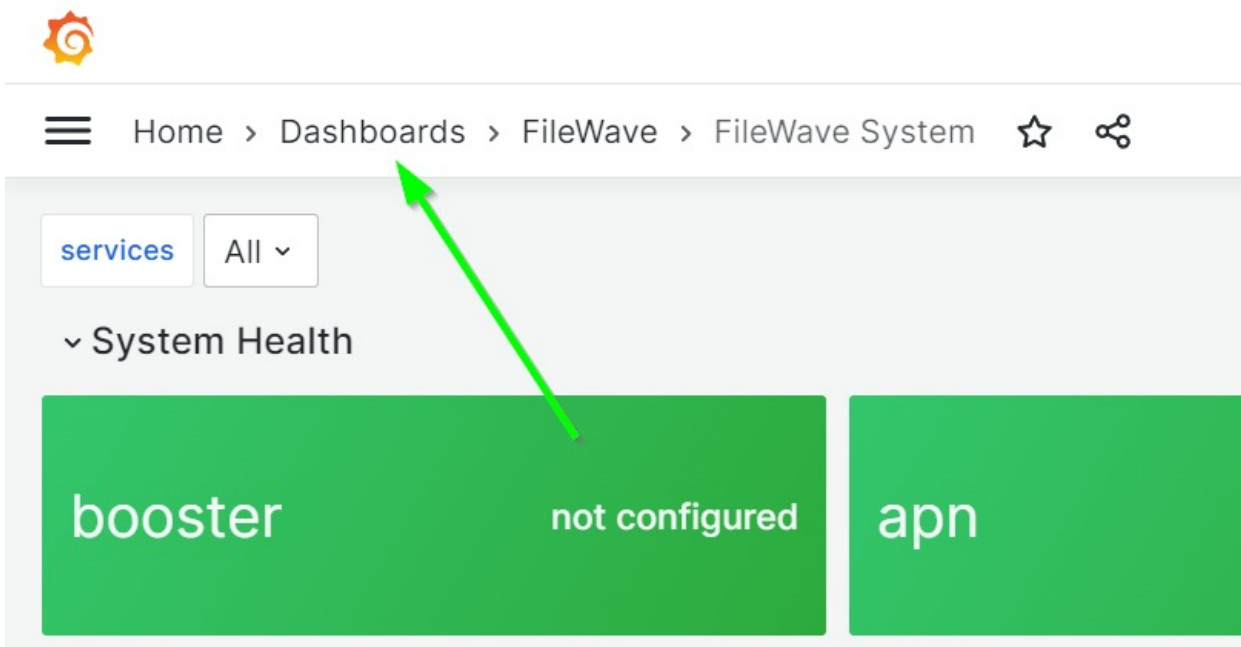 Home > Dashboards > FileWave > FileWave System
services All
System Health
booster not configured apn